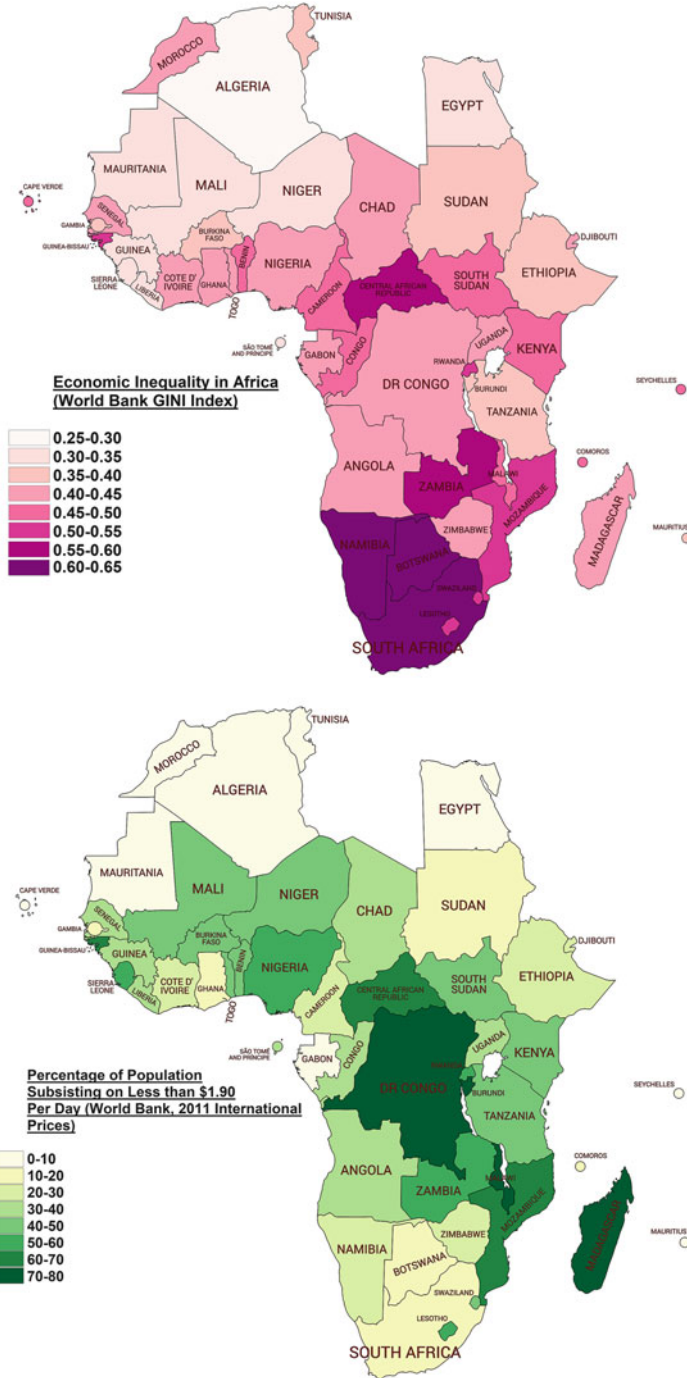 TUNISIA
MOROCCO
ALGERIA
EGYPT
MAURITANIA
MALI
NIGER
CAPE VERDE
CHAD
SUDAN
SENEGAL
GAMBIA
BURKINA
FASO
DJIBOUTI
GUINEA-BISSAU
GUINEA
BENIN
NIGERIA
SIERRA
LEONE
COTE D'
IVOIRE
GHANA
TOGO
LIBERIA
CAMEROON
CENTRAL AFRICAN
REPUBLIC
SOUTH
SUDAN
ETHIOPIA
SÃO TOMÉ
AND PRÍNCIPE
GABON
CONGO
UGANDA
KENYA
RWANDA
DR CONGO
BURUNDI
SEYCHELLES
TANZANIA
Economic Inequality in Africa
(World Bank GINI Index)
0.25-0.30
0.30-0.35
0.35-0.40
0.40-0.45
0.45-0.50
0.50-0.55
0.55-0.60
0.60-0.65
COMOROS
ANGOLA
MALAWI
ZAMBIA
MOZAMBIQUE
ZIMBABWE
MADAGASCAR
MAURITIUS
NAMIBIA
BOTSWANA
SWAZILAND
LESOTHO
SOUTH AFRICA
TUNISIA
MOROCCO
ALGERIA
EGYPT
MAURITANIA
MALI
NIGER
CAPE VERDE
CHAD
SUDAN
SENEGAL
GAMBIA
BURKINA
FASO
DJIBOUTI
GUINEA-BISSAU
GUINEA
BENIN
NIGERIA
SIERRA
LEONE
COTE D'
IVOIRE
GHANA
TOGO
LIBERIA
CAMEROON
CENTRAL AFRICAN
REPUBLIC
SOUTH
SUDAN
ETHIOPIA
SÃO TOMÉ
AND PRÍNCIPE
GABON
CONGO
UGANDA
KENYA
RWANDA
DR CONGO
BURUNDI
SEYCHELLES
TANZANIA
Percentage of Population
Subsisting on Less than $1.90
Per Day (World Bank, 2011 International
Prices)
0-10
10-20
20-30
30-40
40-50
50-60
60-70
70-80
COMOROS
ANGOLA
MALAWI
ZAMBIA
MOZAMBIQUE
ZIMBABWE
MADAGASCAR
MAURITIUS
NAMIBIA
BOTSWANA
SWAZILAND
LESOTHO
SOUTH AFRICA